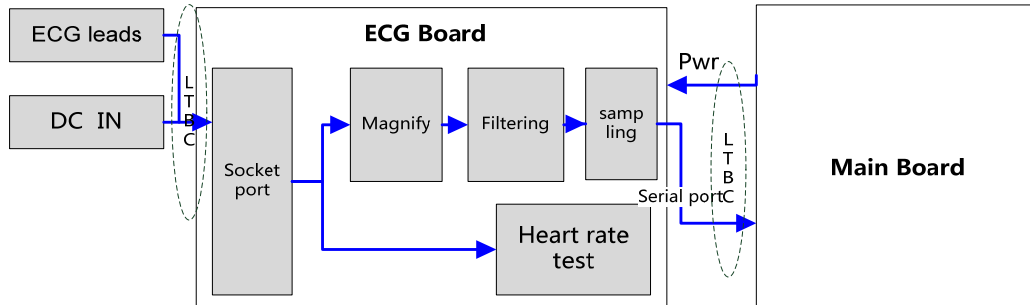 ECG leads
DC IN
L
T
B
C
ECG Board
Socket
port
Magnify
Filtering
samp
ling
Heart rate
test
Pwr
L
T
B
C
Serial port
Main Board